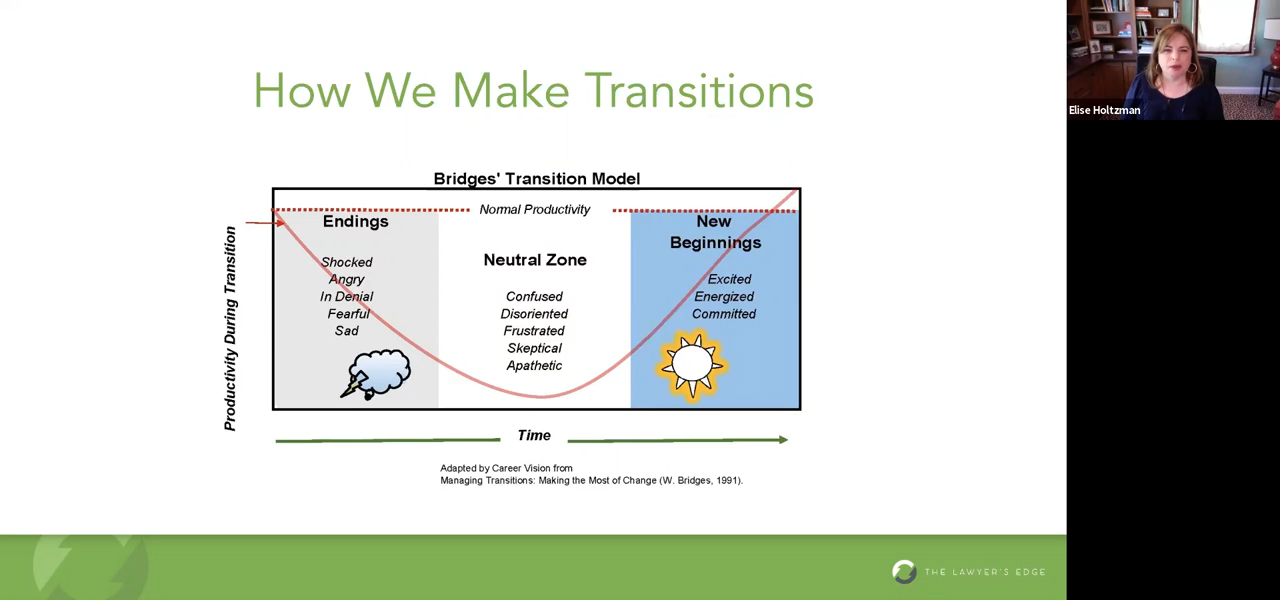 How We Make Transitions
Elise Holtzman
Bridges' Transition Model
Normal Productivity
Productivity During Transition
Endings
Shocked
Angry
In Denial
Fearful
Sad
Neutral Zone
Confused
Disoriented
Frustrated
Skeptical
Apathetic
New
Beginnings
Excited
Energized
Committed
Time
Adapted by Career Vision from
Managing Transitions: Making the Most of Change (W. Bridges, 1991).
THE LAWYER'S EDGE